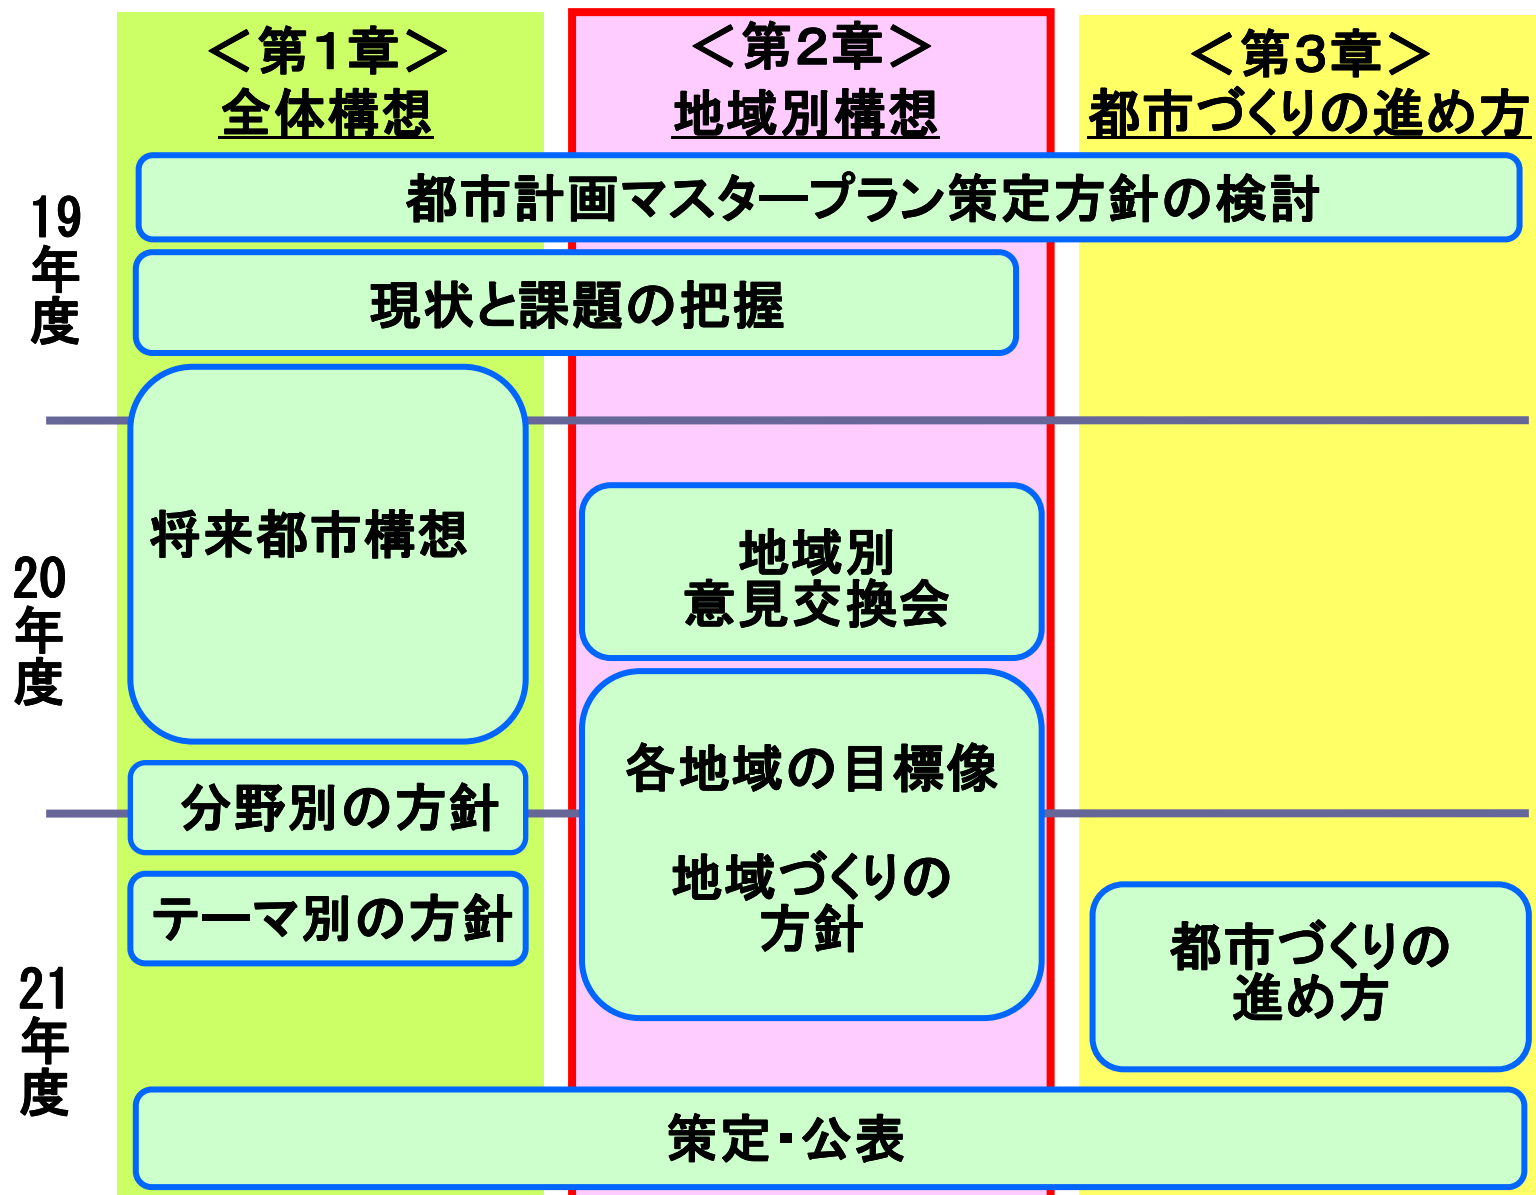 ＜第１章＞
全体構想
＜第２章＞
地域別構想
＜第３章＞
都市づくりの進め方
19年度
都市計画マスタープラン策定方針の検討
現状と課題の把握
20年度
将来都市構想
地域別
意見交換会
各地域の目標像
地域づくりの
方針
分野別の方針
テーマ別の方針
21年度
都市づくりの
進め方
策定・公表